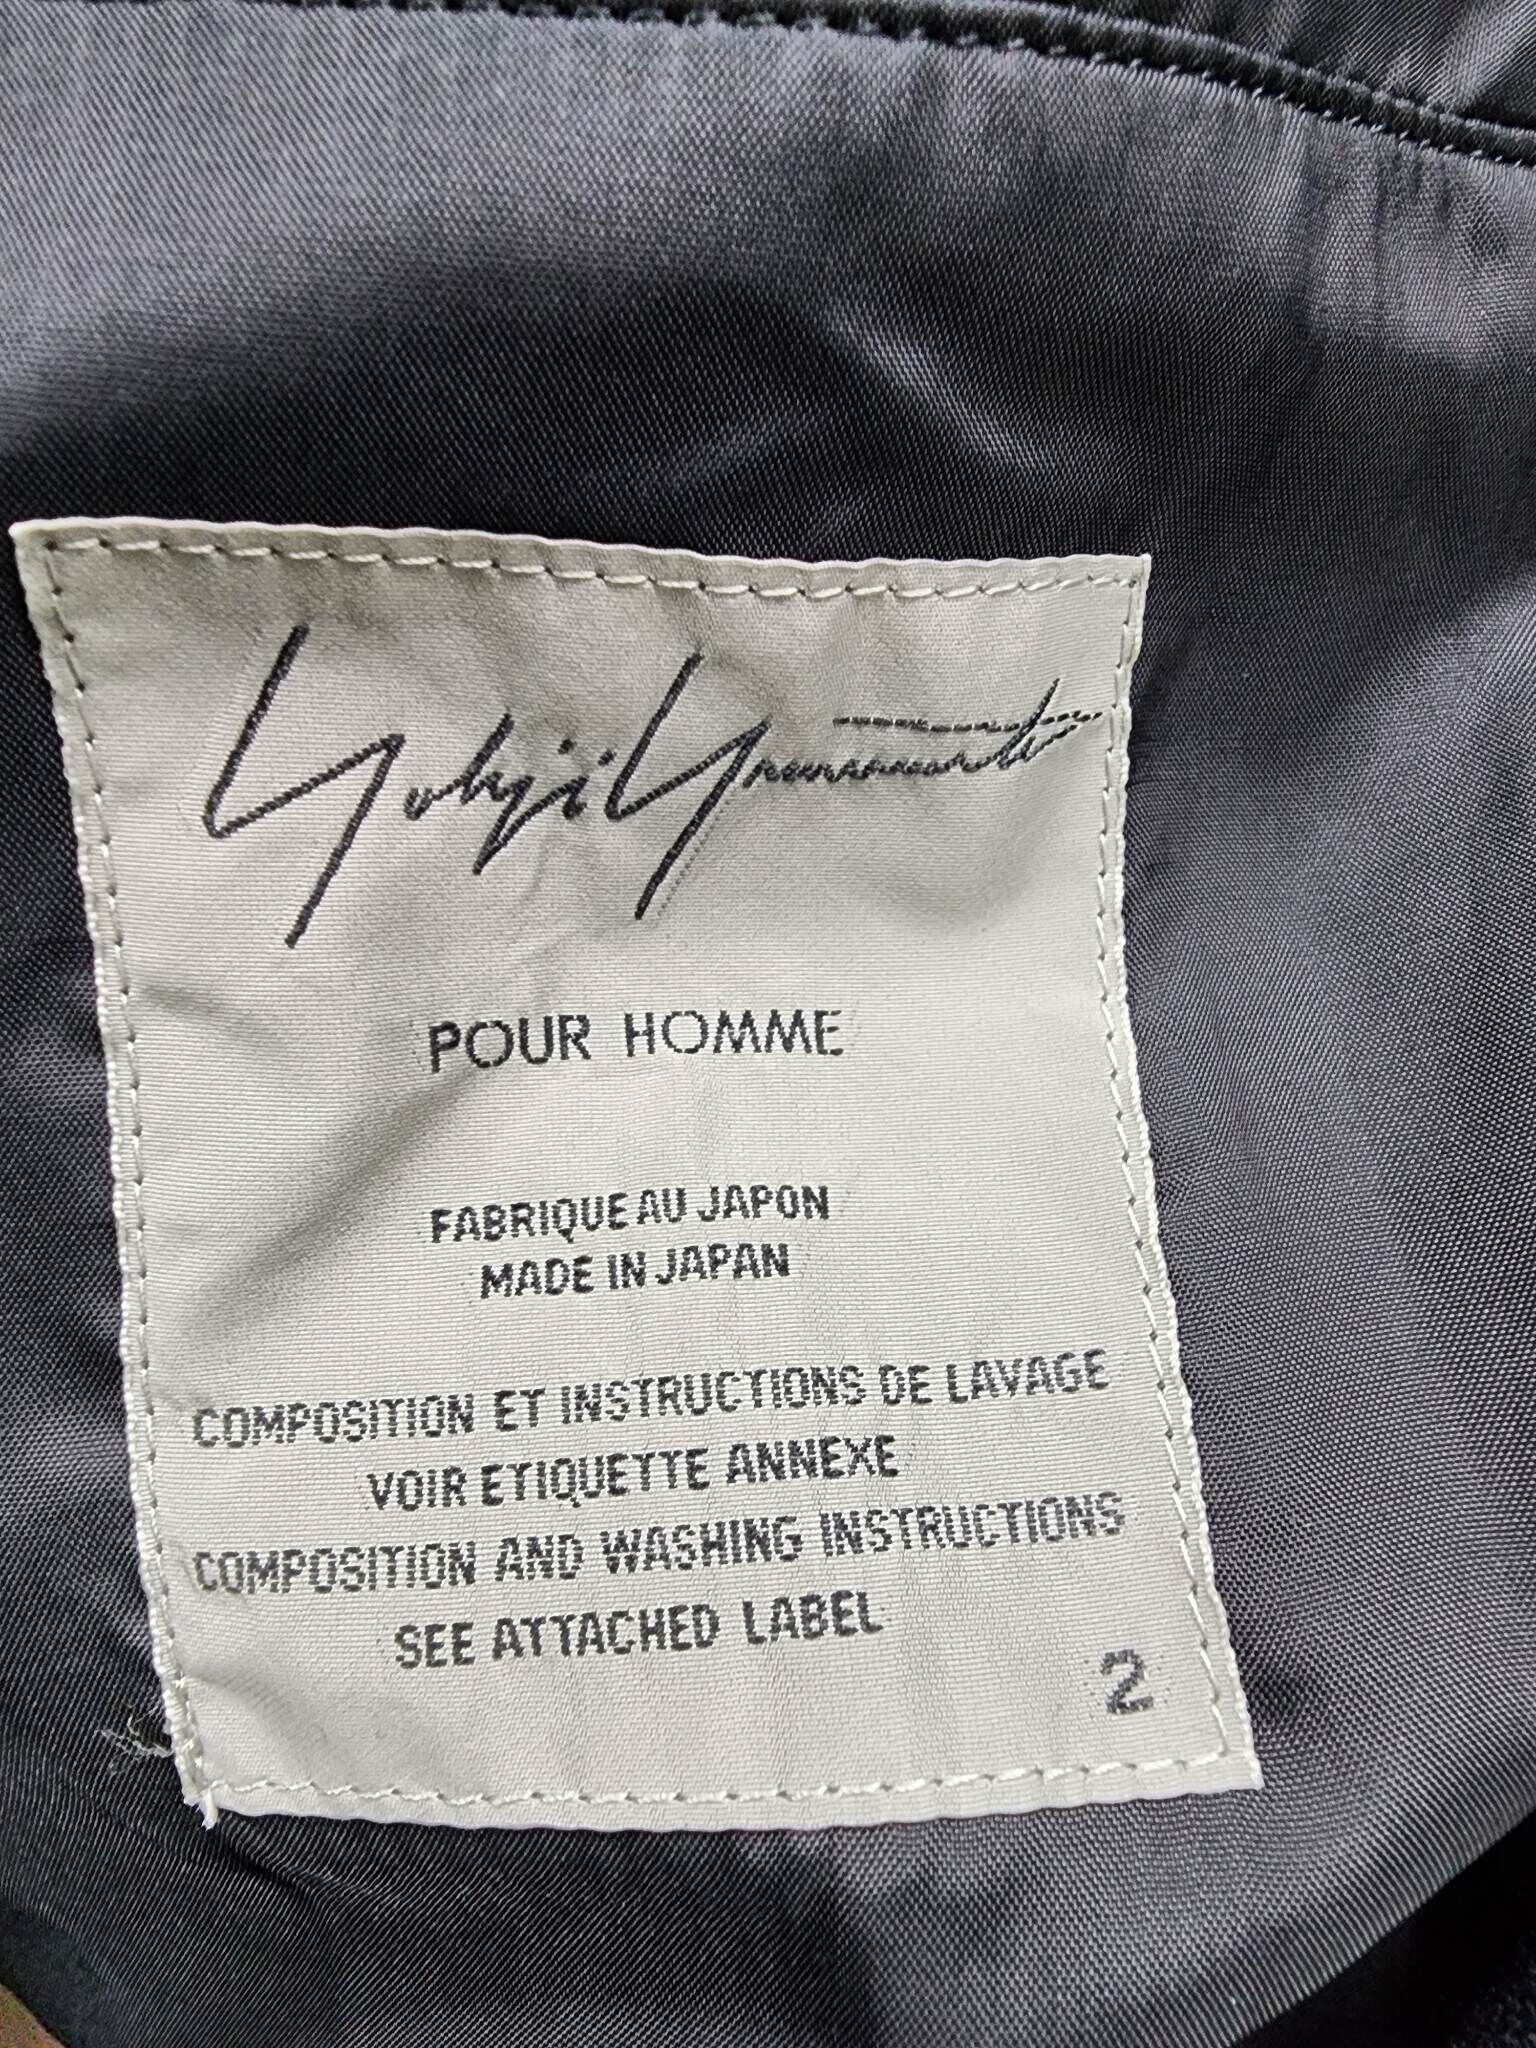 Yohji Yamamoto
POUR HOMME
FABRIQUE AU JAPON
MADE IN JAPAN
COMPOSITION ET INSTRUCTIONS DE LAVAGE
VOIR ETIQUETTE ANNEXE
COMPOSITION AND WASHING INSTRUCTIONS
SEE ATTACHED LABEL
2